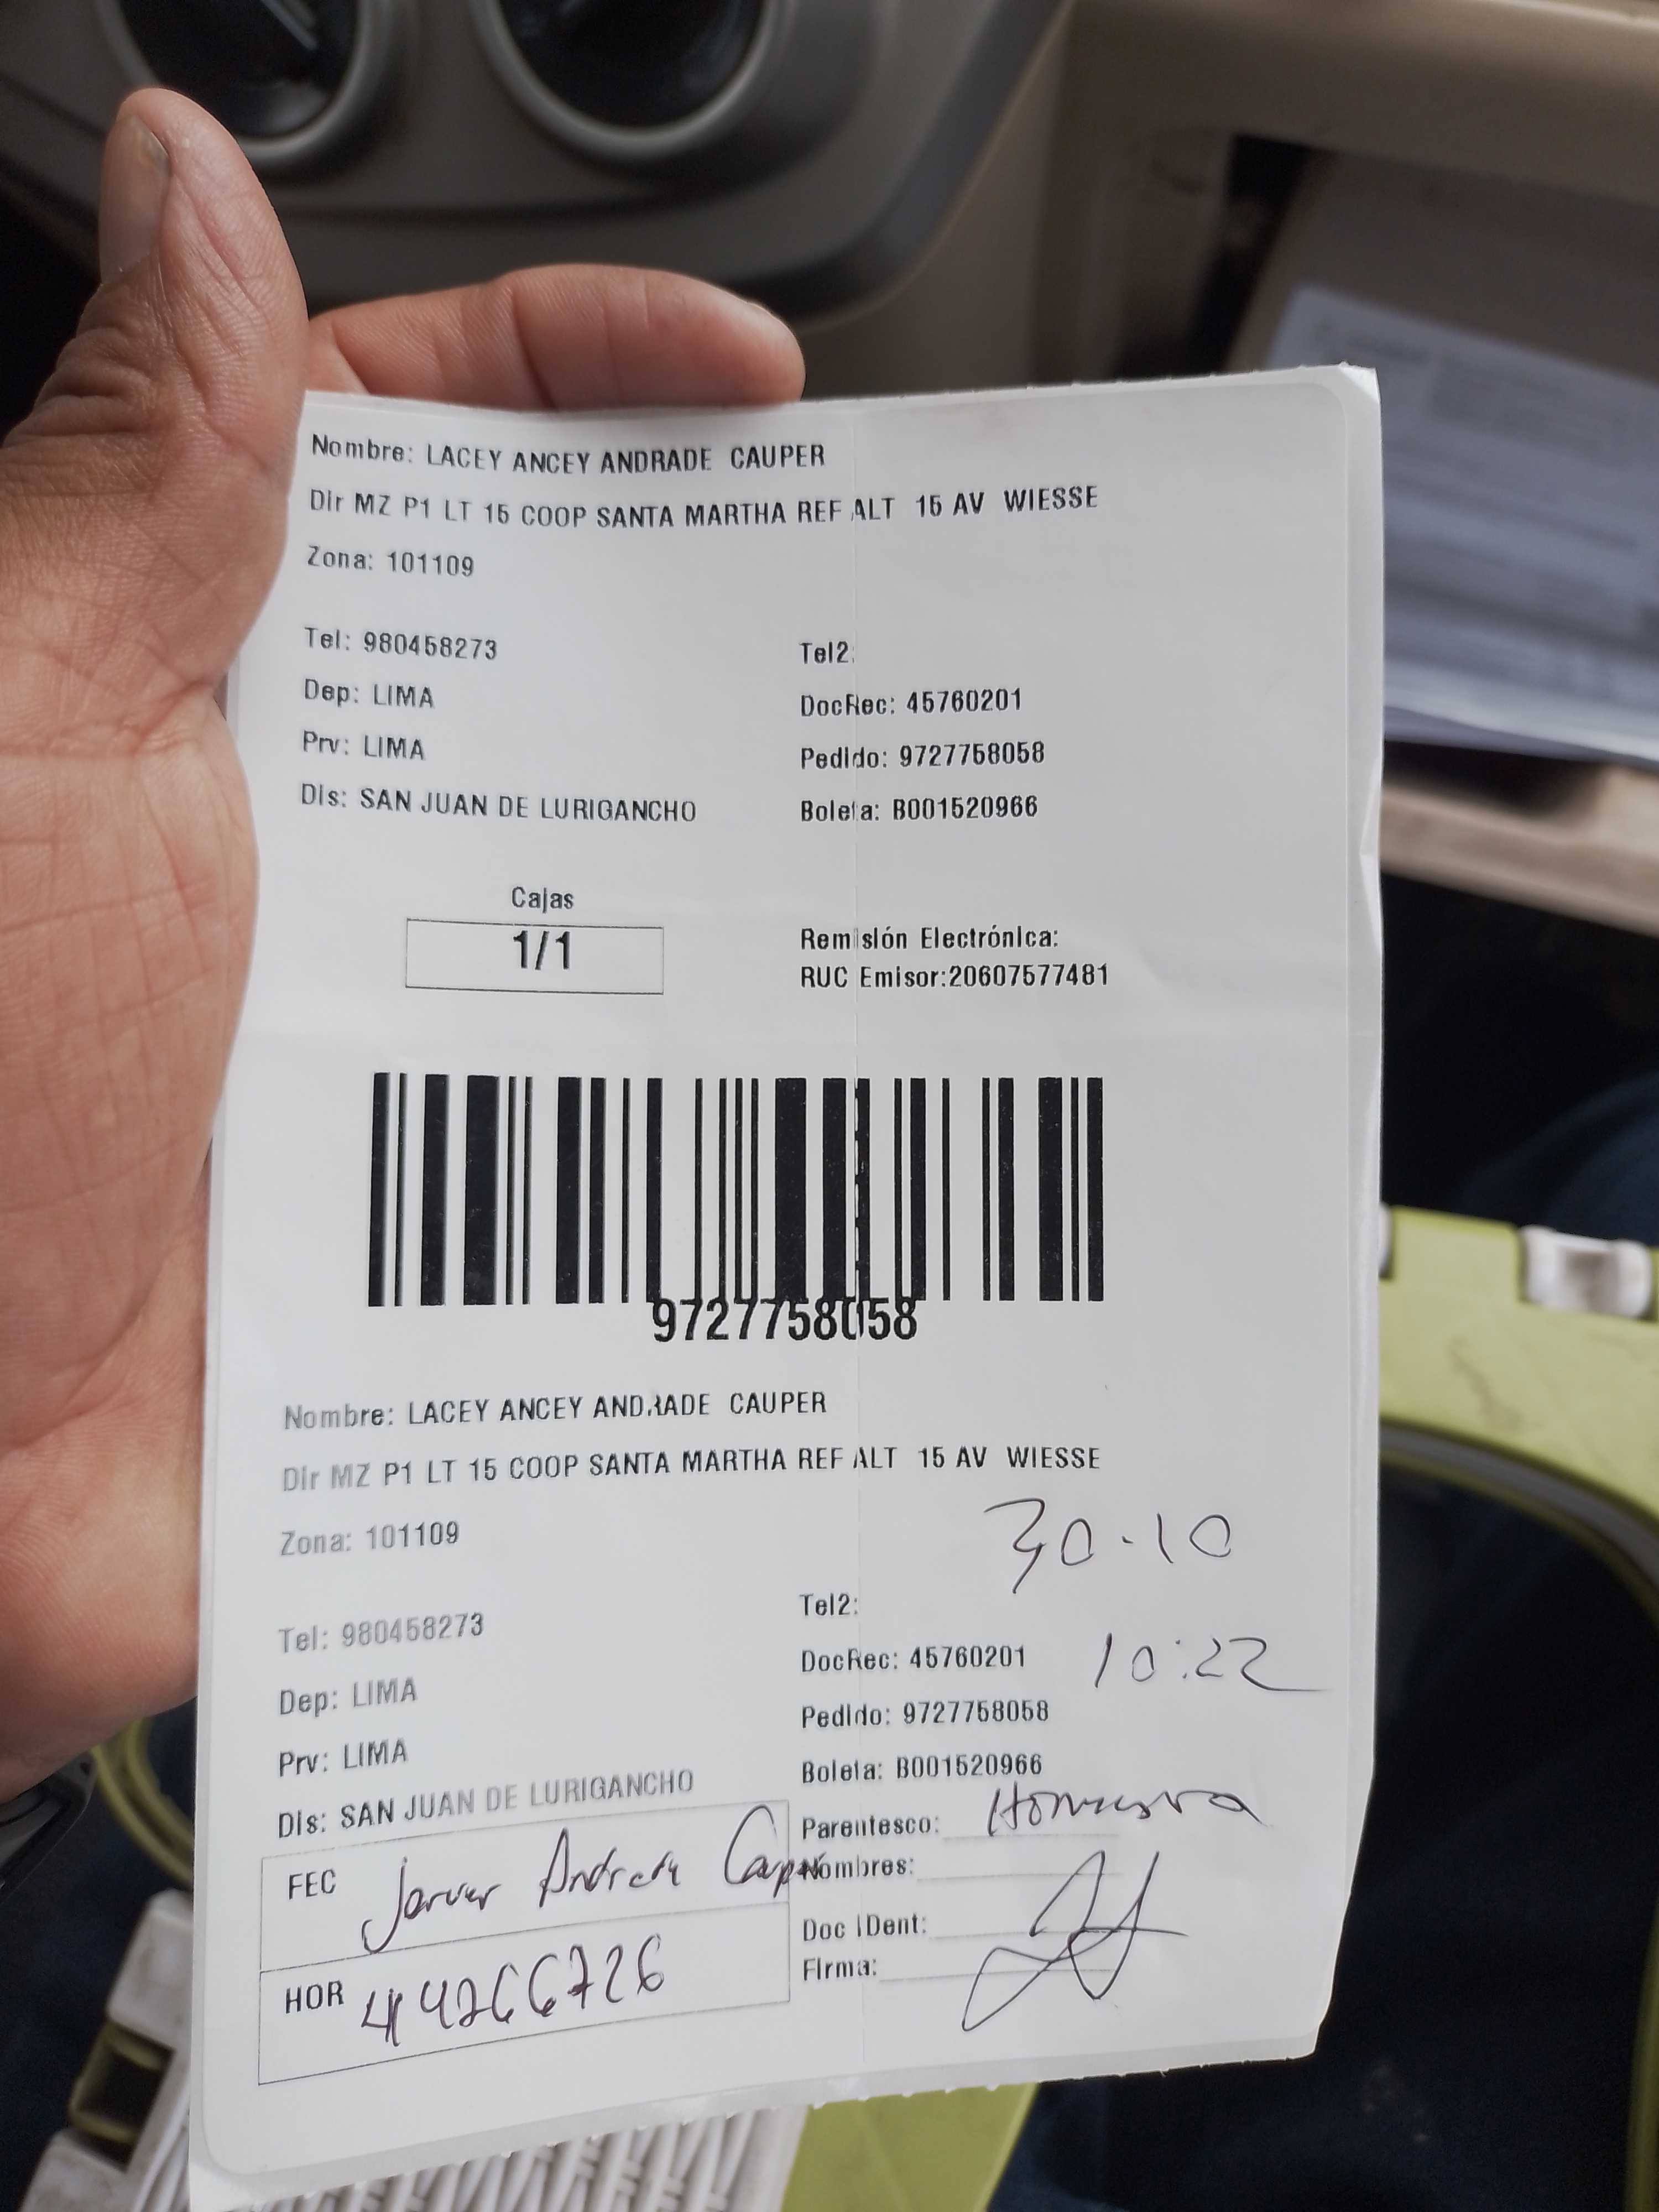 Nombre: LACEY ANCEY ANDRADE CAUPER
Dir MZ P1 LT 15 COOP SANTA MARTHA REF ALT 15 AV WIESSE
Zona: 101109
Tel: 980458273
Tel2:
Dep: LIMA
DocRec: 45760201
Prv: LIMA
Pedido: 9727758058
Dis: SAN JUAN DE LURIGANCHO
Boleta: B001520966
Cajas
1/1
Remisión Electrónica:
RUC Emisor:20607577481
9727758058
Nombre: LACEY ANCEY ANDRADE CAUPER
Dir MZ P1 LT 15 COOP SANTA MARTHA REF ALT 15 AV WIESSE
30.10
Zona: 101109
Tel: 980458273
Tel2:
DocRec: 45760201 10:22
Dep: LIMA
Pedido: 9727758058
Prv: LIMA
Boleta: B001520966
Dis: SAN JUAN DE LURIGANCHO
Parentesco:
FEC Andrade
Nombres:
Doc IDent:
HOR 44266726
Firma: